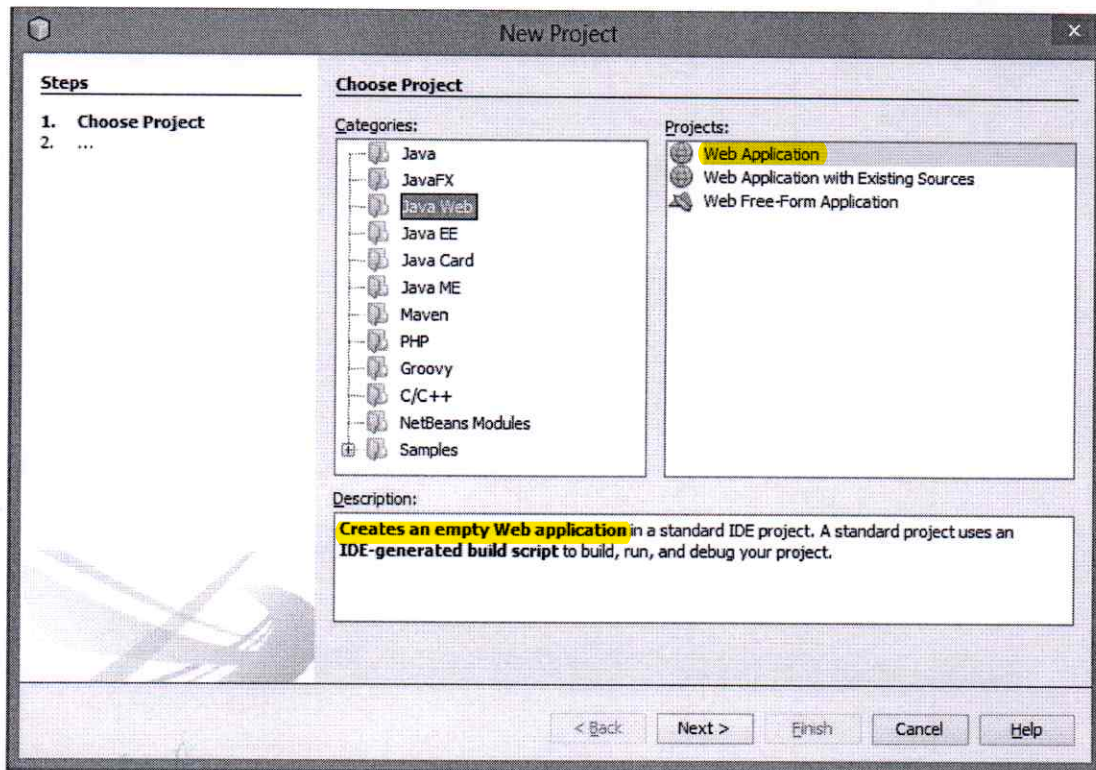 New Project
Steps
1. Choose Project
2. ...
Choose Project
Categories:
Java
JavaFX
Java Web
Java EE
Java Card
Java ME
Maven
PHP
Groovy
C/C++
NetBeans Modules
Samples
Projects:
Web Application
Web Application with Existing Sources
Web Free-Form Application
Description:
Creates an empty Web application in a standard IDE project. A standard project uses an
IDE-generated build script to build, run, and debug your project.
< Back Next > Finish Cancel Help